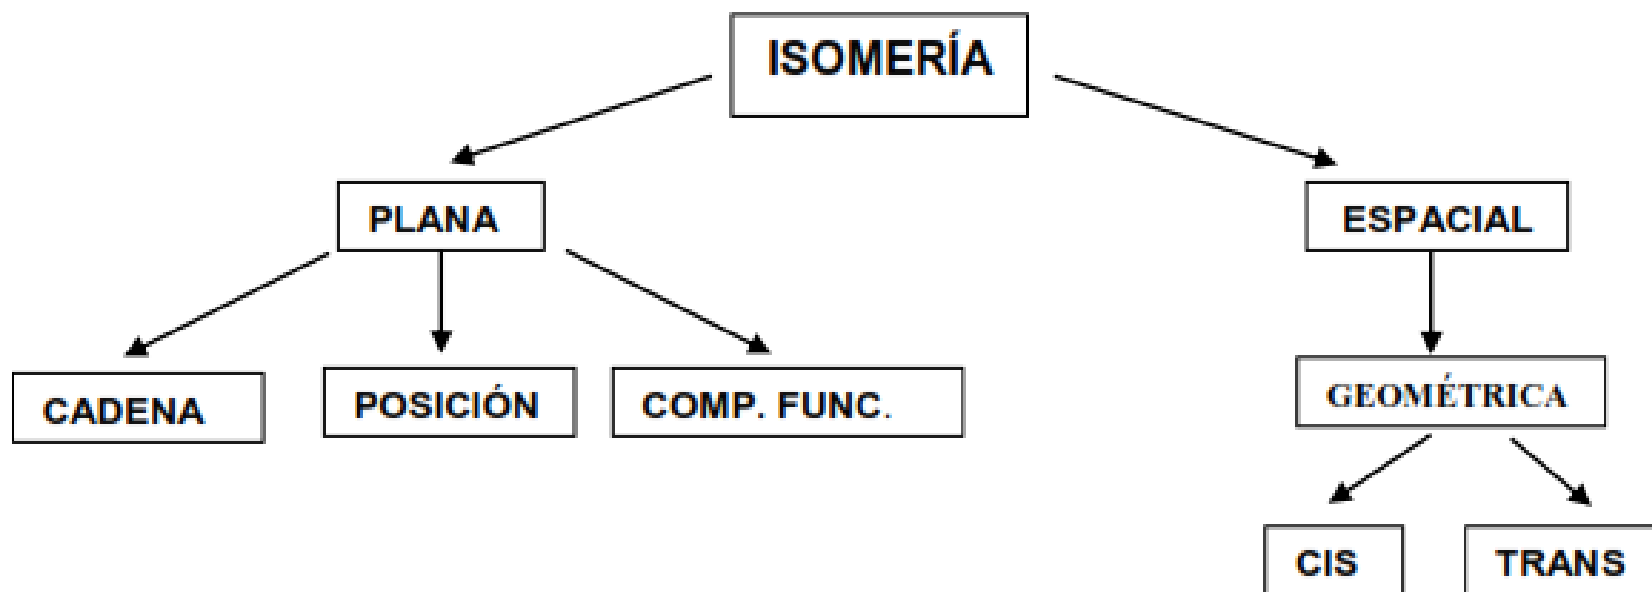 ISOMERÍA
PLANA
ESPACIAL
CADENA
POSICIÓN
COMP. FUNC.
GEOMÉTRICA
CIS
TRANS